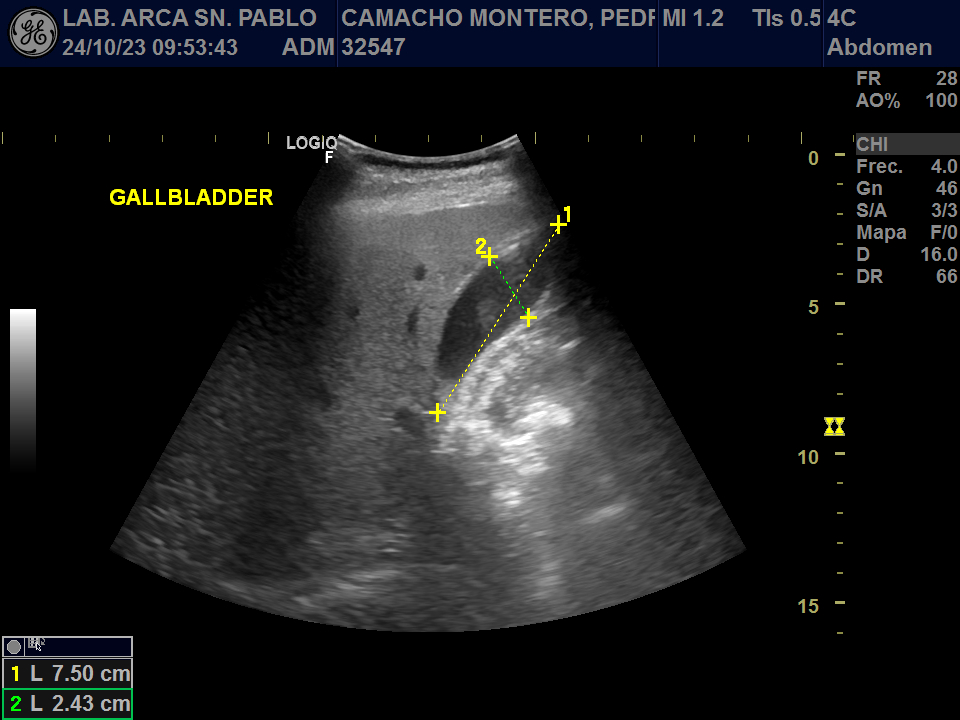 LAB. ARCA SN. PABLO
24/10/23 09:53:43 ADM
CAMACHO MONTERO, PEDR
32547
MI 1.2 TIs 0.5
4C
Abdomen
FR 28
AO% 100
CHI
Frec. 4.0
Gn 46
S/A 3/3
Mapa F/0
D 16.0
DR 66
LOGIQ
F
GALLBLADDER
1
2
0
5
10
15
1 L 7.50 cm
2 L 2.43 cm